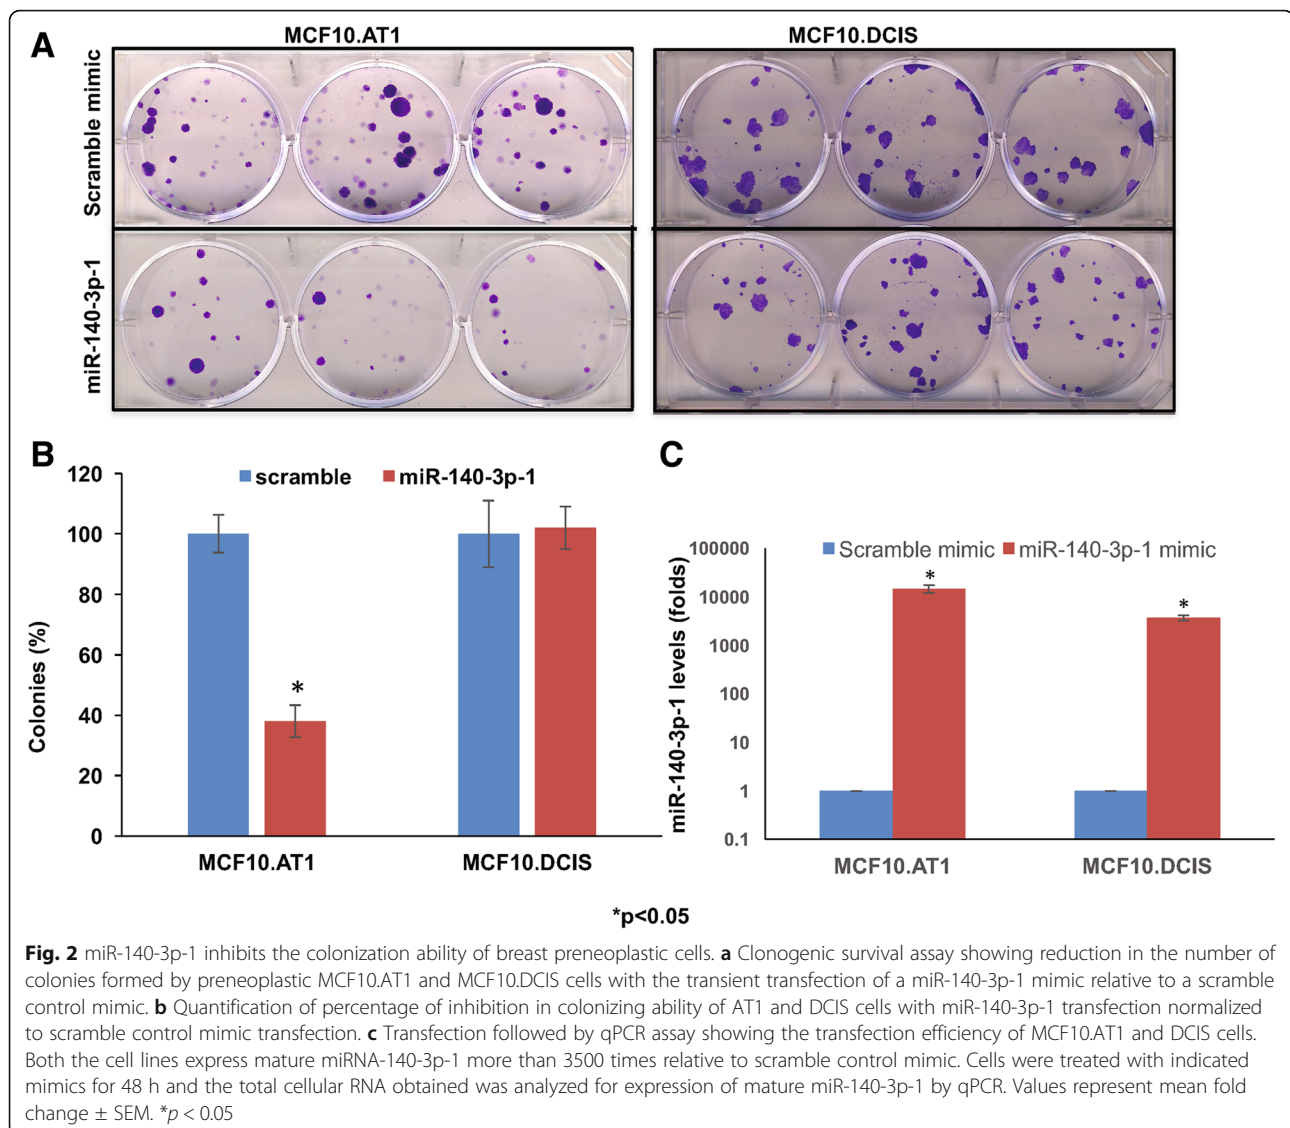 A
MCF10.AT1
MCF10.DCIS
Scramble mimic
miR-140-3p-1
B
scramble
miR-140-3p-1
120
100
80
60
40
20
0
Colonies (%)
*
MCF10.AT1
MCF10.DCIS
C
Scramble mimic
miR-140-3p-1 mimic
100000
10000
1000
100
10
1
0.1
miR-140-3p-1 levels (folds)
*
*
MCF10.AT1
MCF10.DCIS
*p<0.05
Fig. 2 miR-140-3p-1 inhibits the colonization ability of breast preneoplastic cells. a Clonogenic survival assay showing reduction in the number of
colonies formed by preneoplastic MCF10.AT1 and MCF10.DCIS cells with the transient transfection of a miR-140-3p-1 mimic relative to a scramble
control mimic. b Quantification of percentage of inhibition in colonizing ability of AT1 and DCIS cells with miR-140-3p-1 transfection normalized
to scramble control mimic transfection. c Transfection followed by qPCR assay showing the transfection efficiency of MCF10.AT1 and DCIS cells.
Both the cell lines express mature miRNA-140-3p-1 more than 3500 times relative to scramble control mimic. Cells were treated with indicated
mimics for 48 h and the total cellular RNA obtained was analyzed for expression of mature miR-140-3p-1 by qPCR. Values represent mean fold
change ± SEM. *p < 0.05